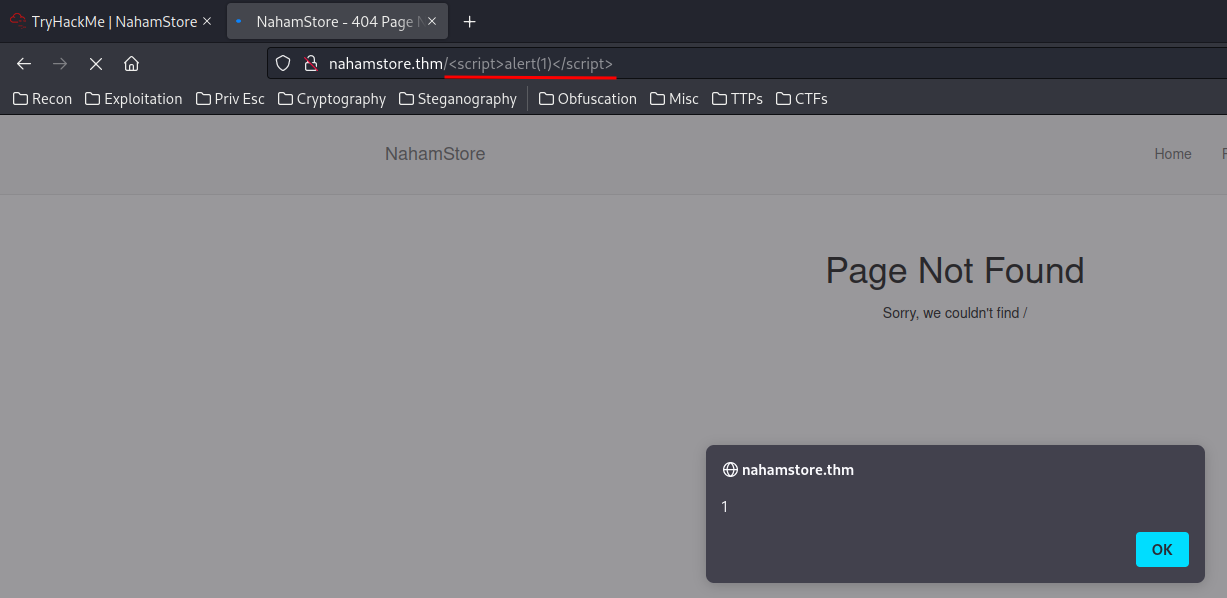 TryHackMe | NahamStore
NahamStore - 404 Page
nahamstore.thm/<script>alert(1)</script>
Recon Exploitation Priv Esc Cryptography Steganography Obfuscation Misc TTPs CTFs
NahamStore Home
Page Not Found
Sorry, we couldn't find /
nahamstore.thm
1
OK